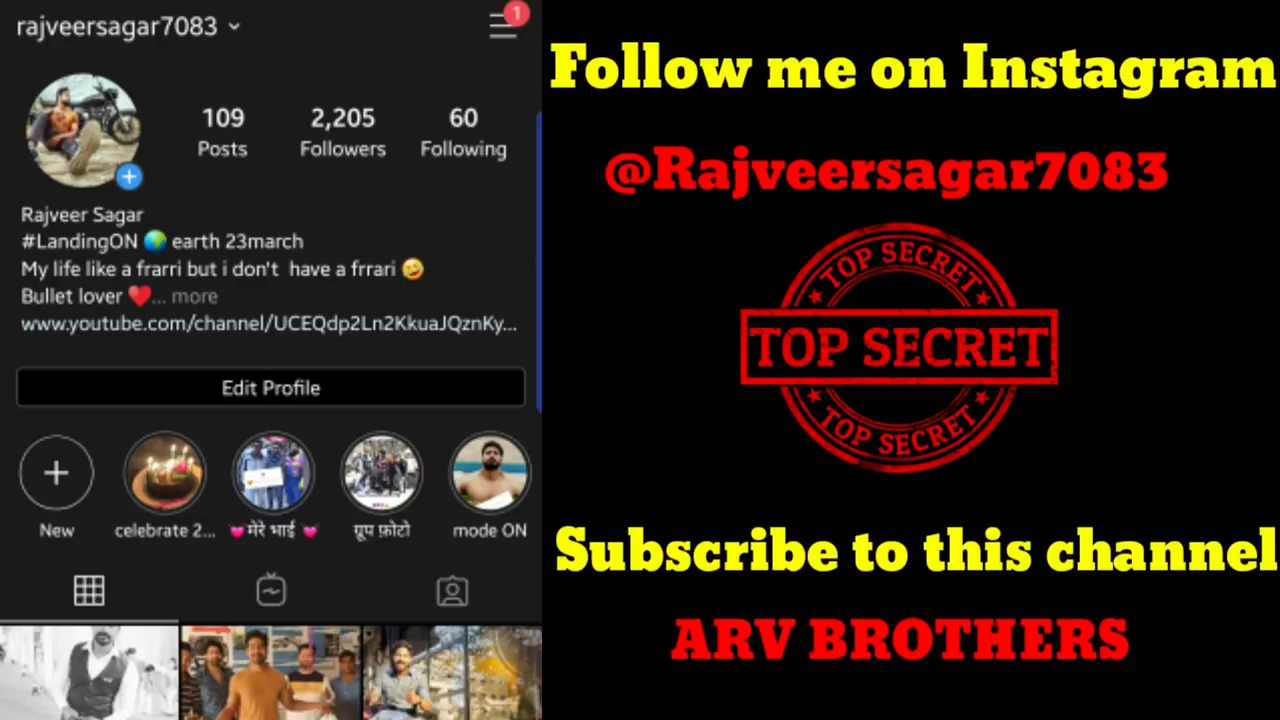 rajveersagar7083
1
109
Posts
2,205
Followers
60
Following
Rajveer Sagar
#LandingON 🌍 earth 23march
My life like a frarri but i don't have a frrari 🤪
Bullet lover ❤️... more
www.youtube.com/channel/UCEQdp2Ln2KkuaJQznKy...
Edit Profile
New
celebrate 2...
💓मेरे भाई 💓
ग्रूप फ़ोटो
mode ON
Follow me on Instagram
@Rajveersagar7083
TOP SECRET
TOP SECRET
TOP SECRET
Subscribe to this channel
ARV BROTHERS